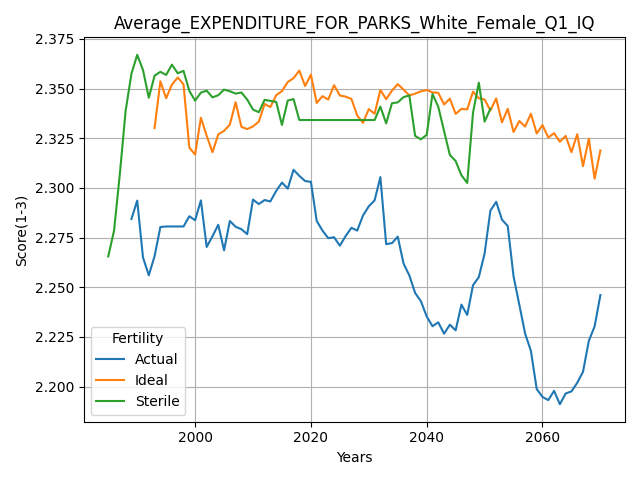 Average_EXPENDITURE_FOR_PARKS_White_Female_Q1_IQ
2.375
2.350
2.325
2.300
2.275
2.250
2.225
2.200
Score(1-3)
Fertility
Actual
Ideal
Sterile
2000 2020 2040 2060
Years